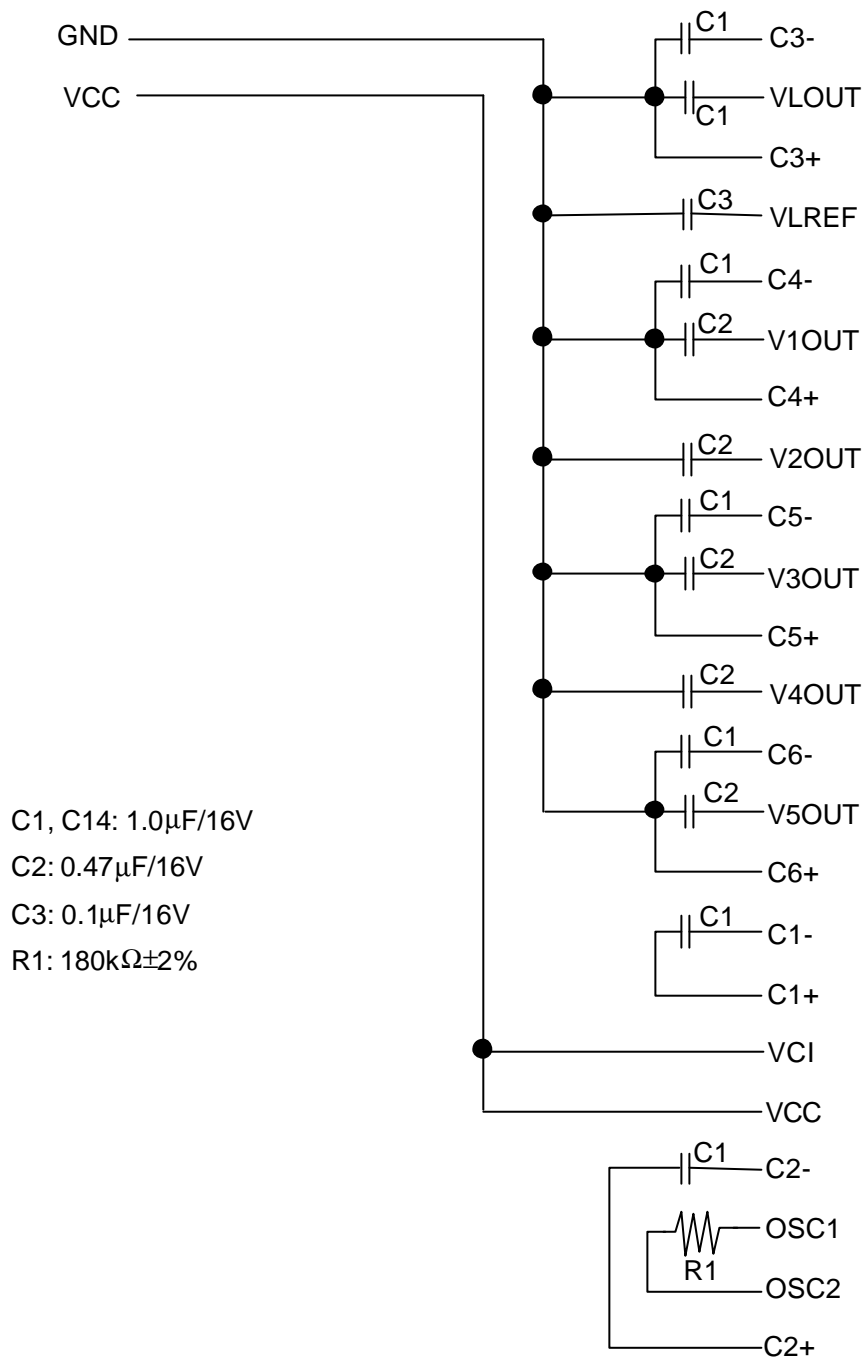 GND
VCC
C1
C3-
VLOUT
C1
C3+
C3
VLREF
C1
C4-
C2
V1OUT
C4+
C2
V2OUT
C1
C5-
C2
V3OUT
C5+
C2
V4OUT
C1
C6-
C2
V5OUT
C6+
C1
C1-
C1+
VCI
VCC
C1
C2-
OSC1
R1
OSC2
C2+
C1, C14: 1.0μF/16V
C2: 0.47μF/16V
C3: 0.1μF/16V
R1: 180kΩ±2%